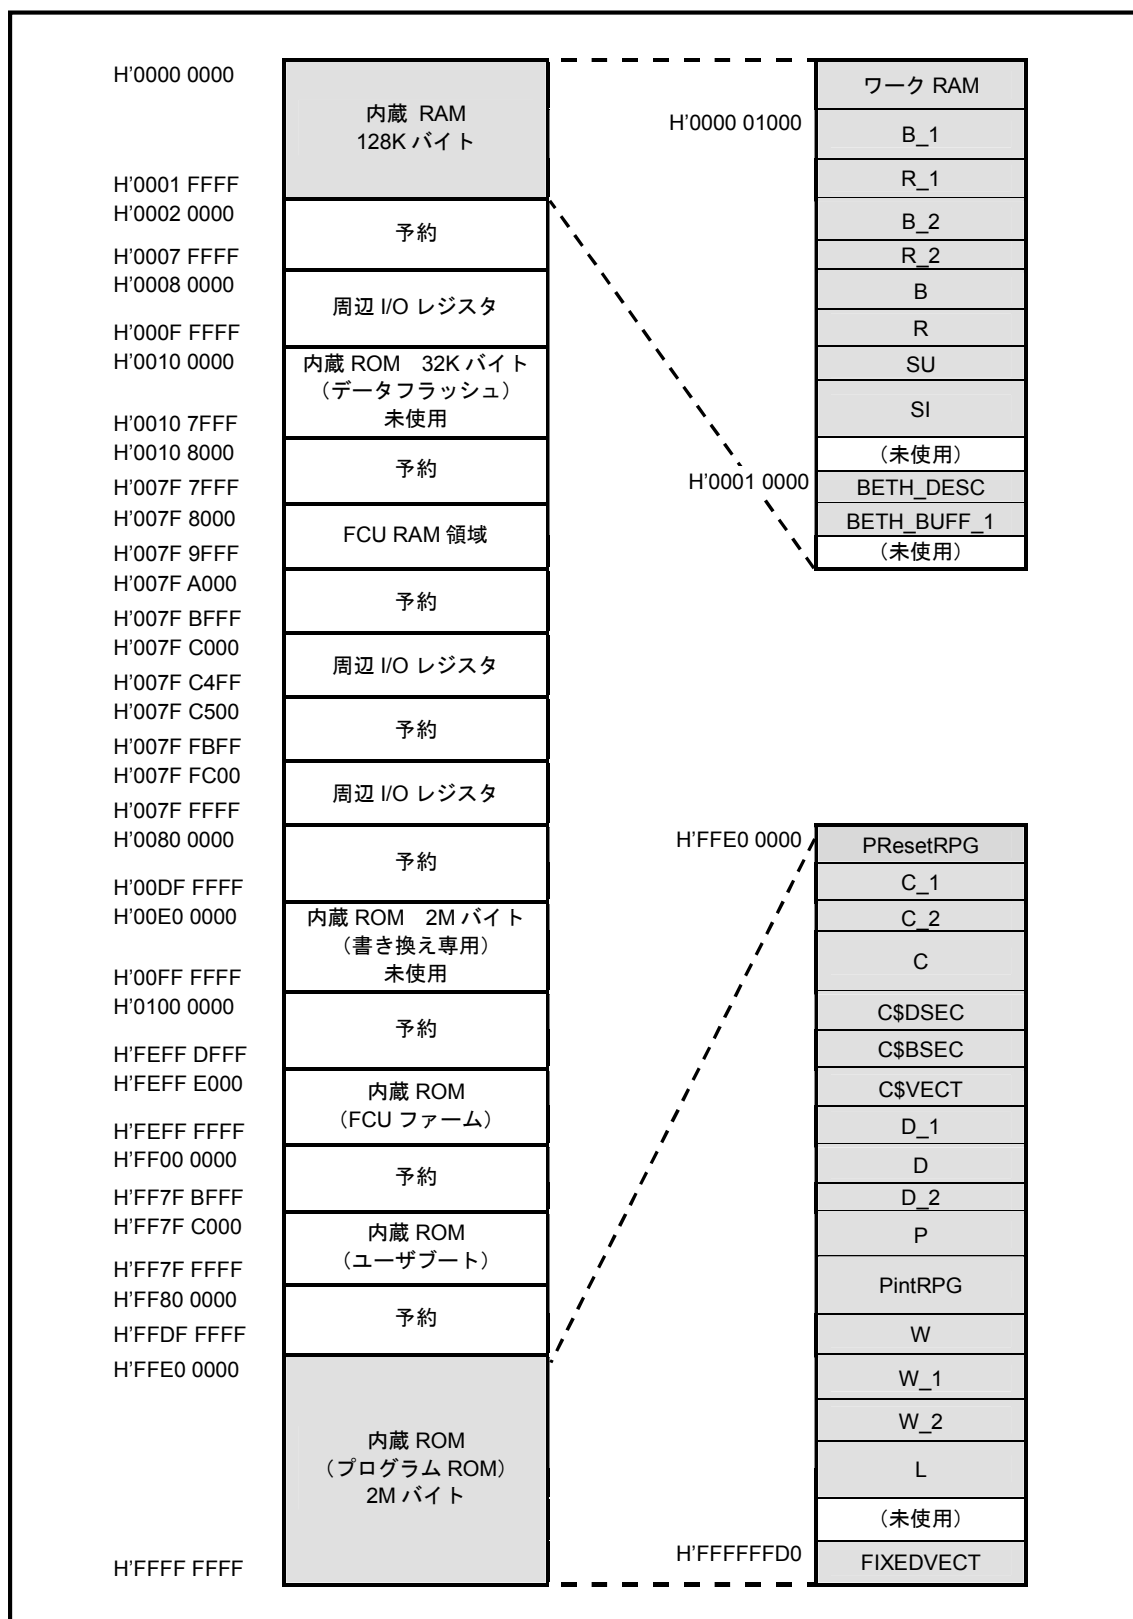 H'0000 0000
内蔵 RAM
128K バイト
H'0001 FFFF
H'0002 0000
予約
H'0007 FFFF
H'0008 0000
周辺 I/O レジスタ
H'000F FFFF
H'0010 0000
内蔵 ROM 32K バイト
（データフラッシュ）
未使用
H'0010 7FFF
H'0010 8000
予約
H'007F 7FFF
H'007F 8000
FCU RAM 領域
H'007F 9FFF
H'007F A000
予約
H'007F BFFF
H'007F C000
周辺 I/O レジスタ
H'007F C4FF
H'007F C500
予約
H'007F FBFF
H'007F FC00
周辺 I/O レジスタ
H'007F FFFF
H'0080 0000
予約
H'00DF FFFF
H'00E0 0000
内蔵 ROM 2M バイト
（書き換え専用）
未使用
H'00FF FFFF
H'0100 0000
予約
H'FEFF DFFF
H'FEFF E000
内蔵 ROM
（FCU ファーム）
H'FEFF FFFF
H'FF00 0000
予約
H'FF7F BFFF
H'FF7F C000
内蔵 ROM
（ユーザブート）
H'FF7F FFFF
H'FF80 0000
予約
H'FFDF FFFF
H'FFE0 0000
内蔵 ROM
（プログラム ROM）
2M バイト
H'FFFF FFFF
ワーク RAM
H'0000 01000
B_1
R_1
B_2
R_2
B
R
SU
SI
（未使用）
H'0001 0000
BETH_DESC
BETH_BUFF_1
（未使用）
H'FFE0 0000
PResetRPG
C_1
C_2
C
C$DSEC
C$BSEC
C$VECT
D_1
D
D_2
P
PintRPG
W
W_1
W_2
L
（未使用）
H'FFFFFFD0
FIXEDVECT